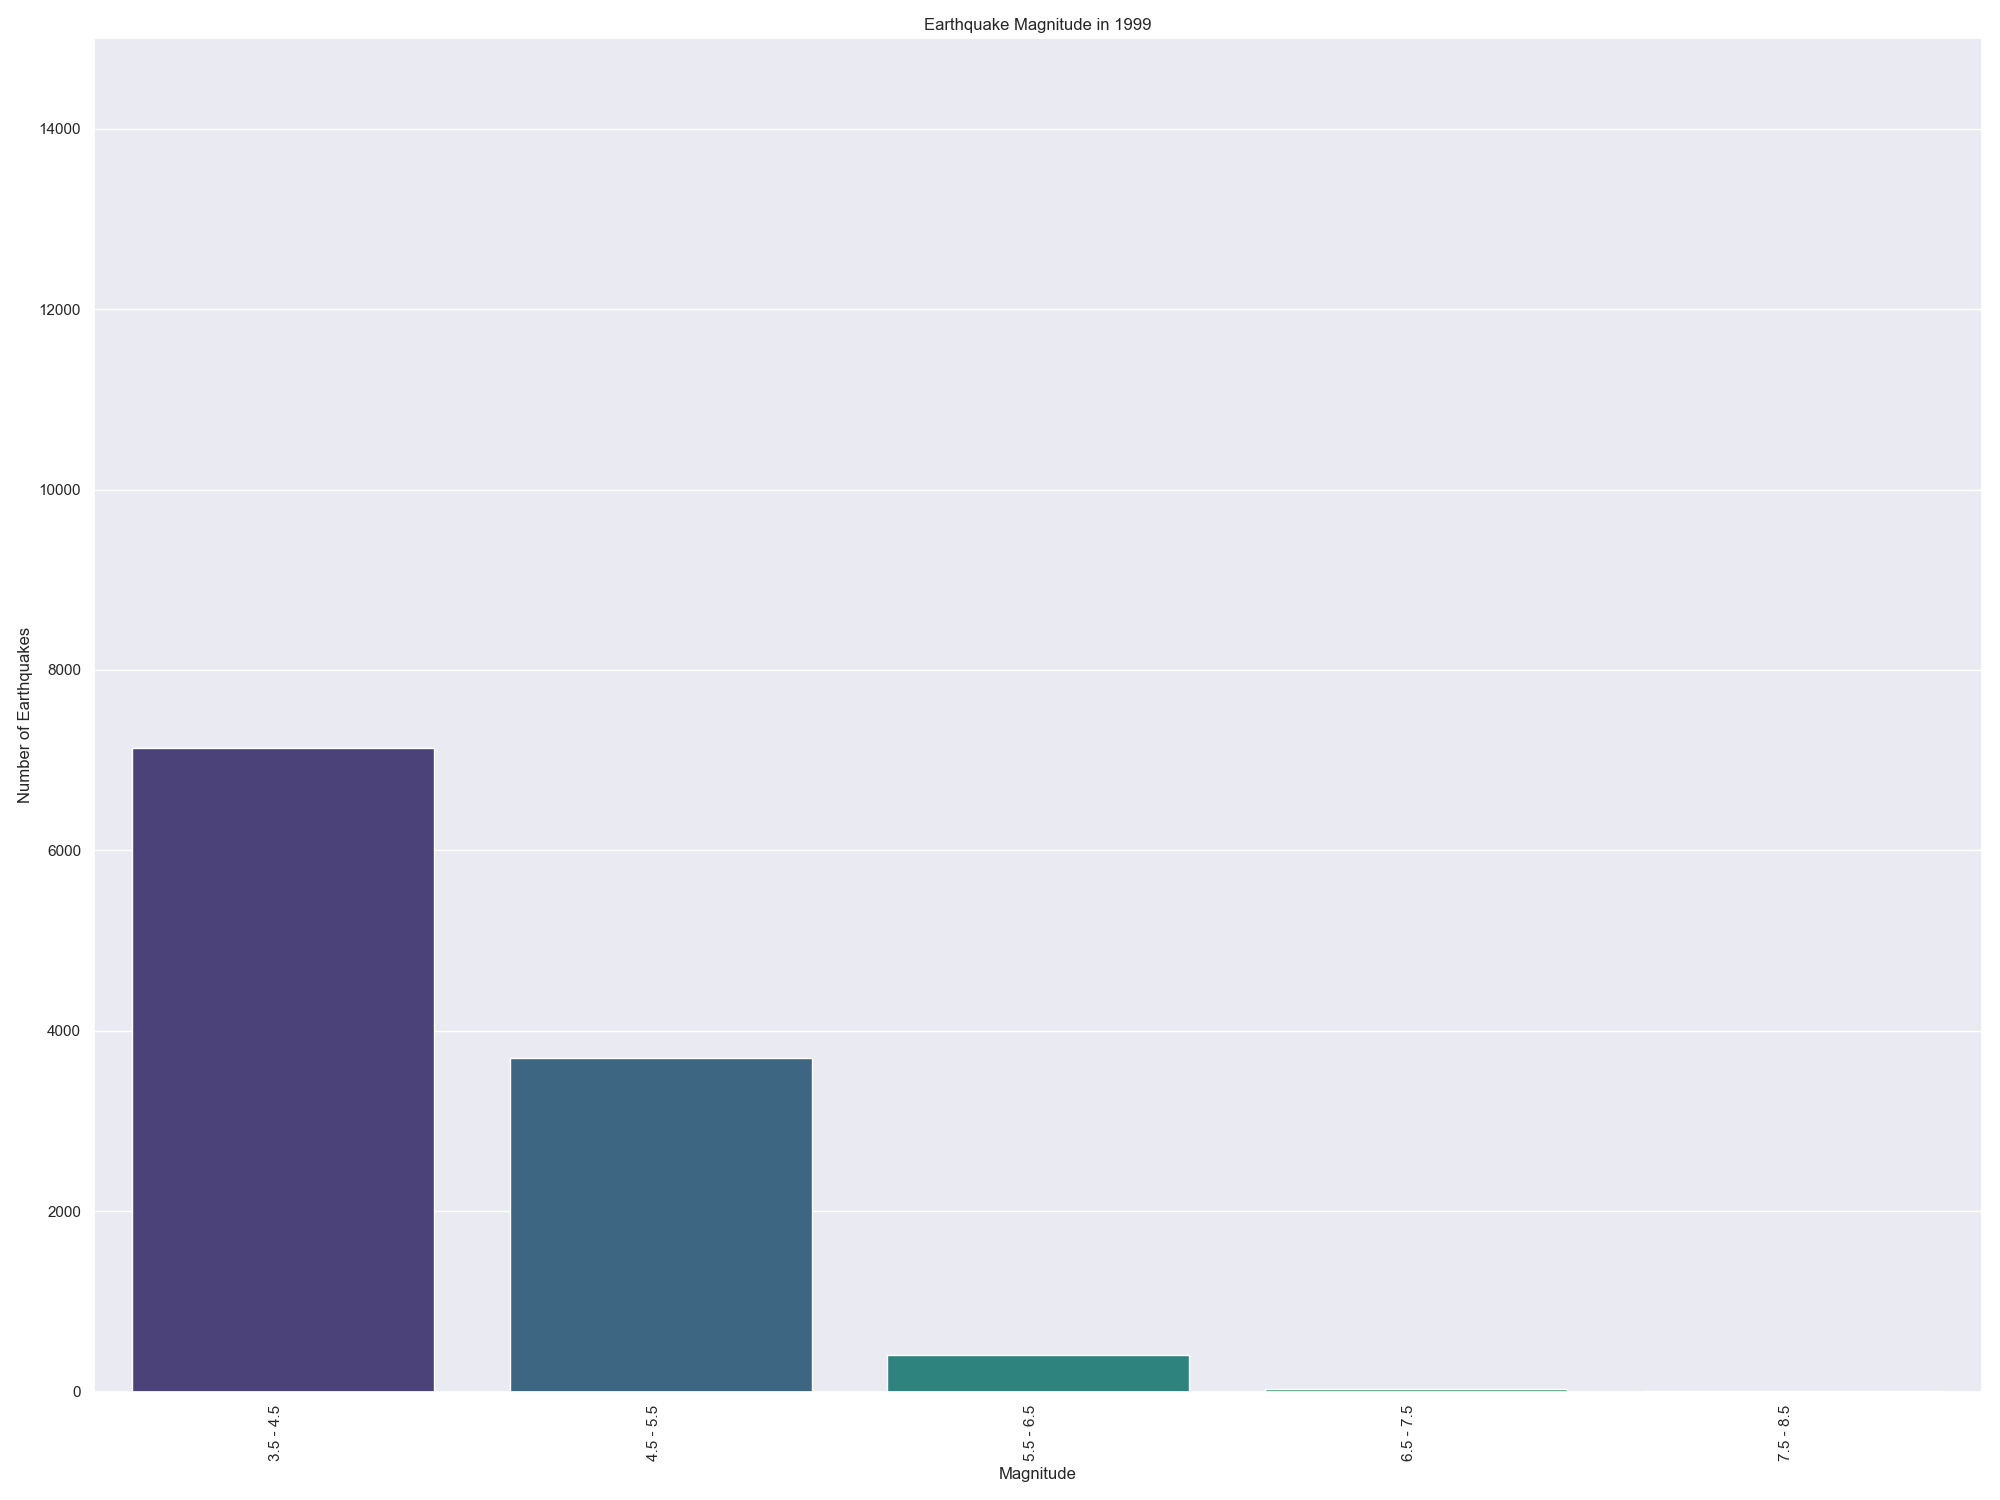 Earthquake Magnitude in 1999
Number of Earthquakes
14000
12000
10000
8000
6000
4000
2000
0
3.5 - 4.5
4.5 - 5.5
5.5 - 6.5
6.5 - 7.5
7.5 - 8.5
Magnitude